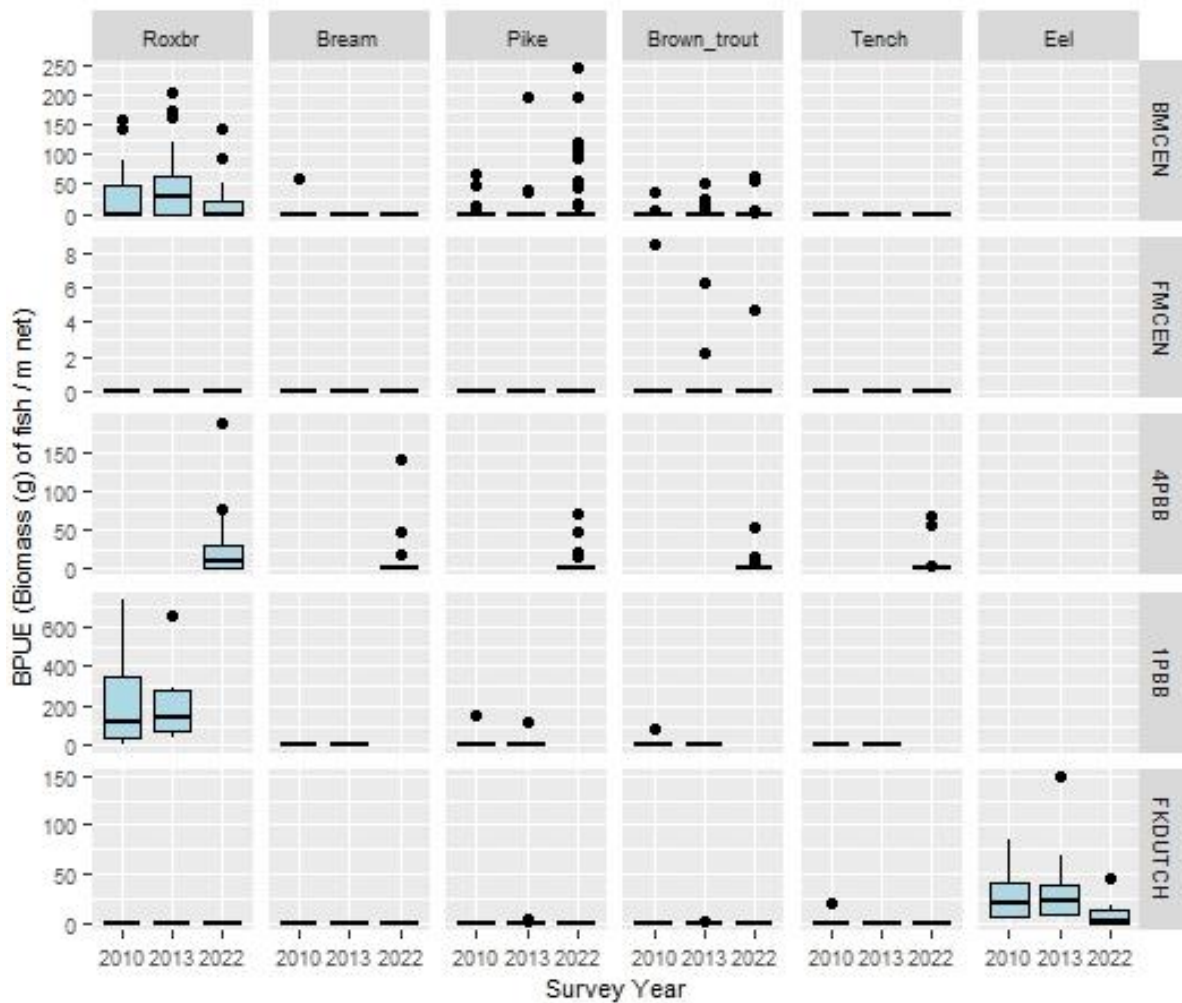 Roxbr Bream Pike Brown_trout Tench Eel
BPUE (Biomass (g) of fish / m net)
250
200
150
100
50
0
BMCEN
8
6
4
2
0
FMCEN
150
100
50
0
4PBB
600
400
200
0
1PBB
150
100
50
0
FKDUTCH
2010 2013 2022 2010 2013 2022 2010 2013 2022 2010 2013 2022 2010 2013 2022 2010 2013 2022
Survey Year